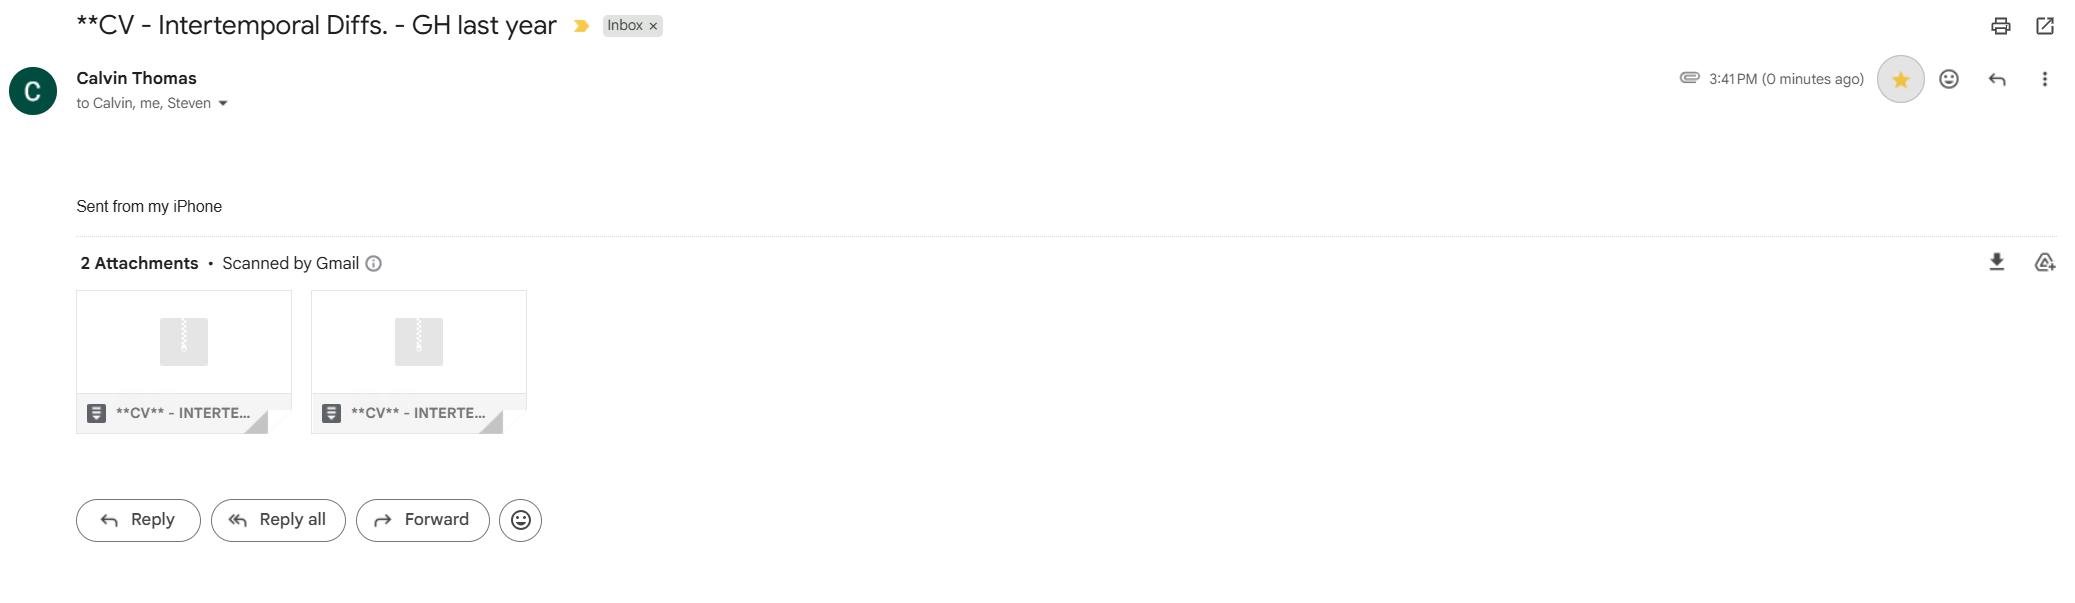 **CV - Intertemporal Diffs. - GH last year Inbox ×
C Calvin Thomas 3:41 PM (0 minutes ago)
to Calvin, me, Steven
Sent from my iPhone
2 Attachments • Scanned by Gmail
**CV** - INTERTE... **CV** - INTERTE...
Reply Reply all Forward